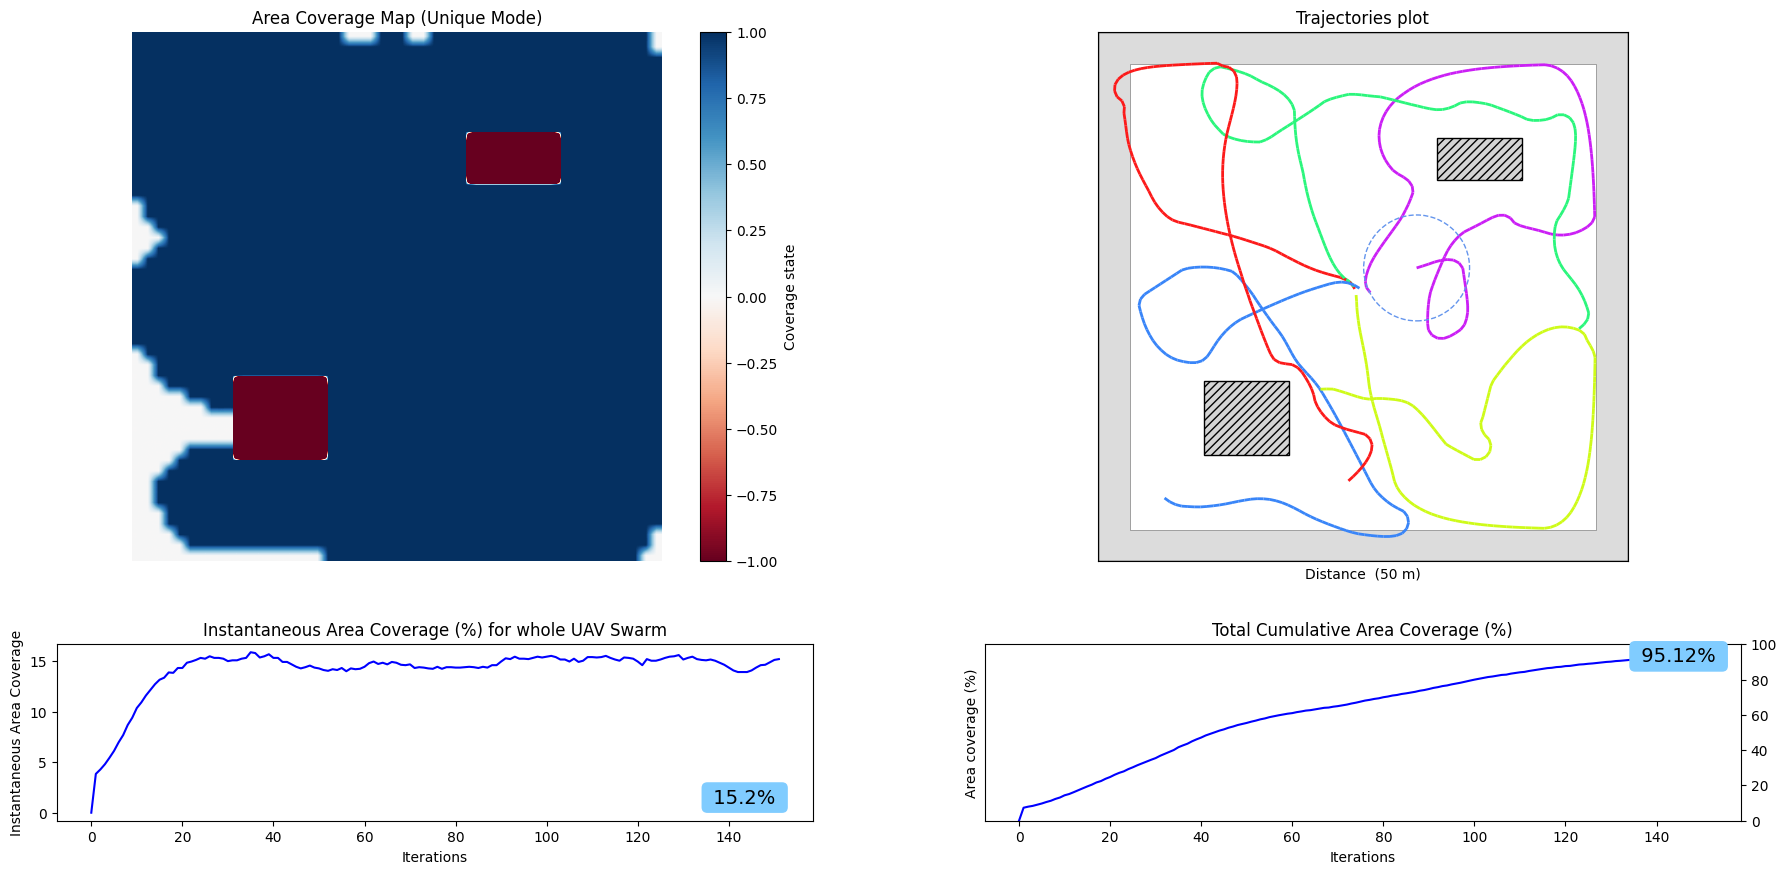 Area Coverage Map (Unique Mode)
1.00
0.75
0.50
0.25
0.00
−0.25
−0.50
−0.75
−1.00
Coverage state
Trajectories plot
Distance  (50 m)
Instantaneous Area Coverage (%) for whole UAV Swarm
Instantaneous Area Coverage
15
10
5
0
15.2%
0 20 40 60 80 100 120 140
Iterations
Total Cumulative Area Coverage (%)
Area coverage (%)
95.12%
100
80
60
40
20
0
0 20 40 60 80 100 120 140
Iterations